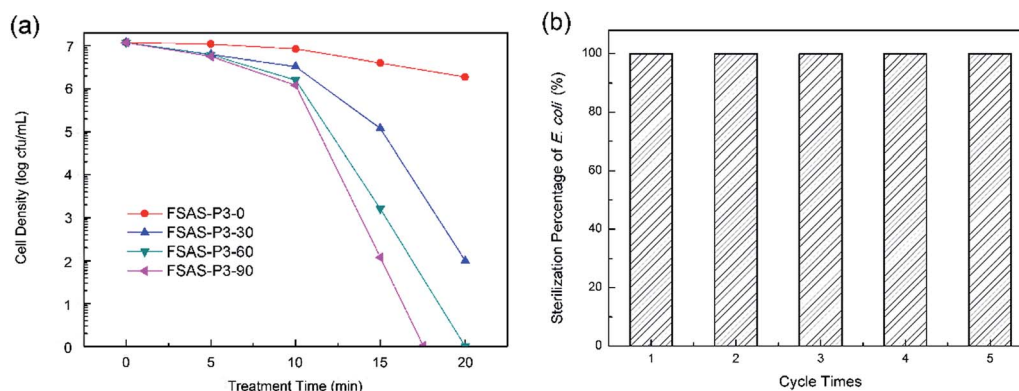 (a)
7
6
5
4
3
2
1
0
Cell Density (log cfu/mL)
FSAS-P3-0
FSAS-P3-30
FSAS-P3-60
FSAS-P3-90
0 5 10 15 20
Treatment Time (min)
(b)
100
80
60
40
20
0
Sterilization Percentage of E. coli (%)
1 2 3 4 5
Cycle Times